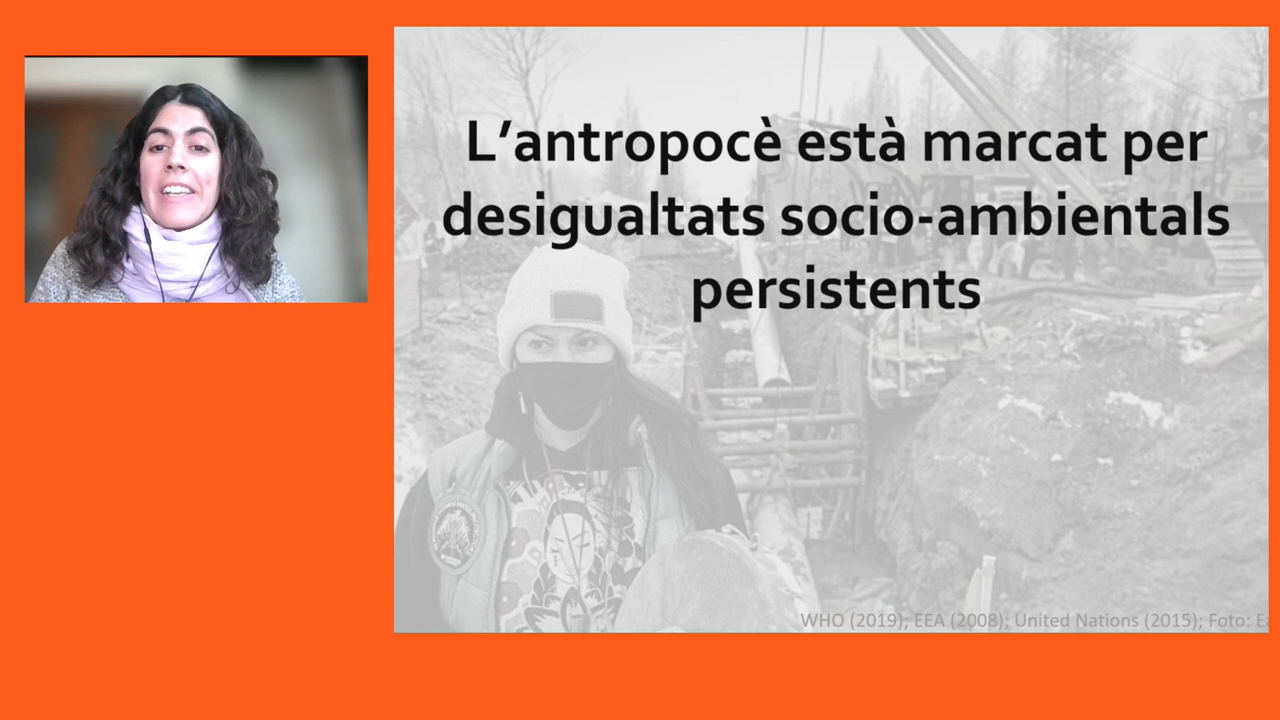 L’antropocè està marcat per
desigualtats socio-ambientals
persistents
WHO (2019); EEA (2008); United Nations (2015); Foto: